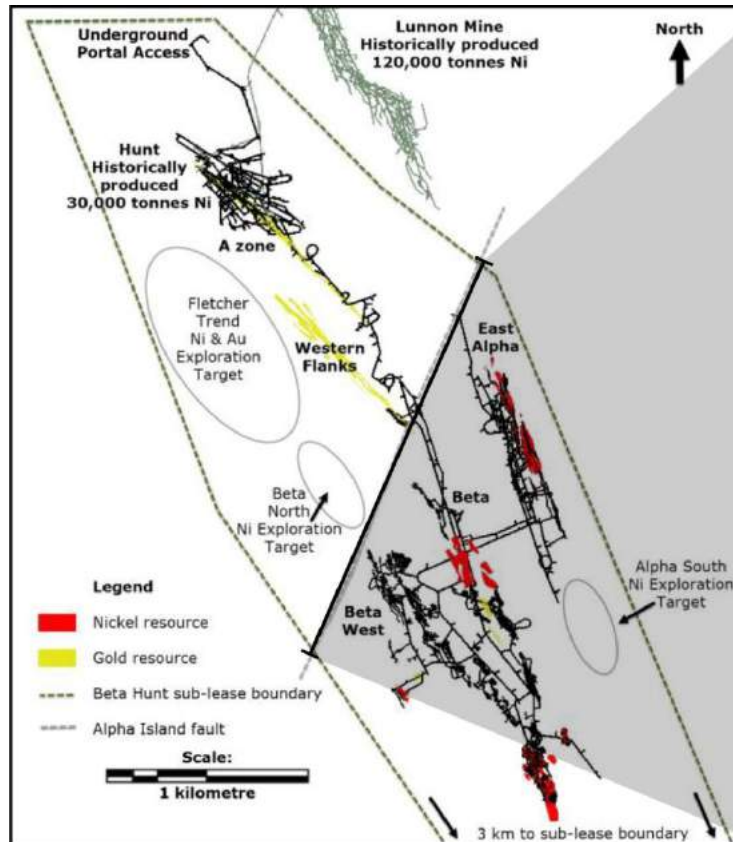 Underground
Portal Access
Lunnon Mine
Historically produced
120,000 tonnes Ni
North
Hunt
Historically
produced
30,000 tonnes Ni
A zone
Fletcher
Trend
Ni & Au
Exploration
Target
Western
Flanks
East
Alpha
Beta
North
Ni Exploration
Target
Beta
Alpha South
Ni Exploration
Target
Beta
West
Legend
Nickel resource
Gold resource
Beta Hunt sub-lease boundary
Alpha Island fault
Scale:
1 kilometre
3 km to sub-lease boundary